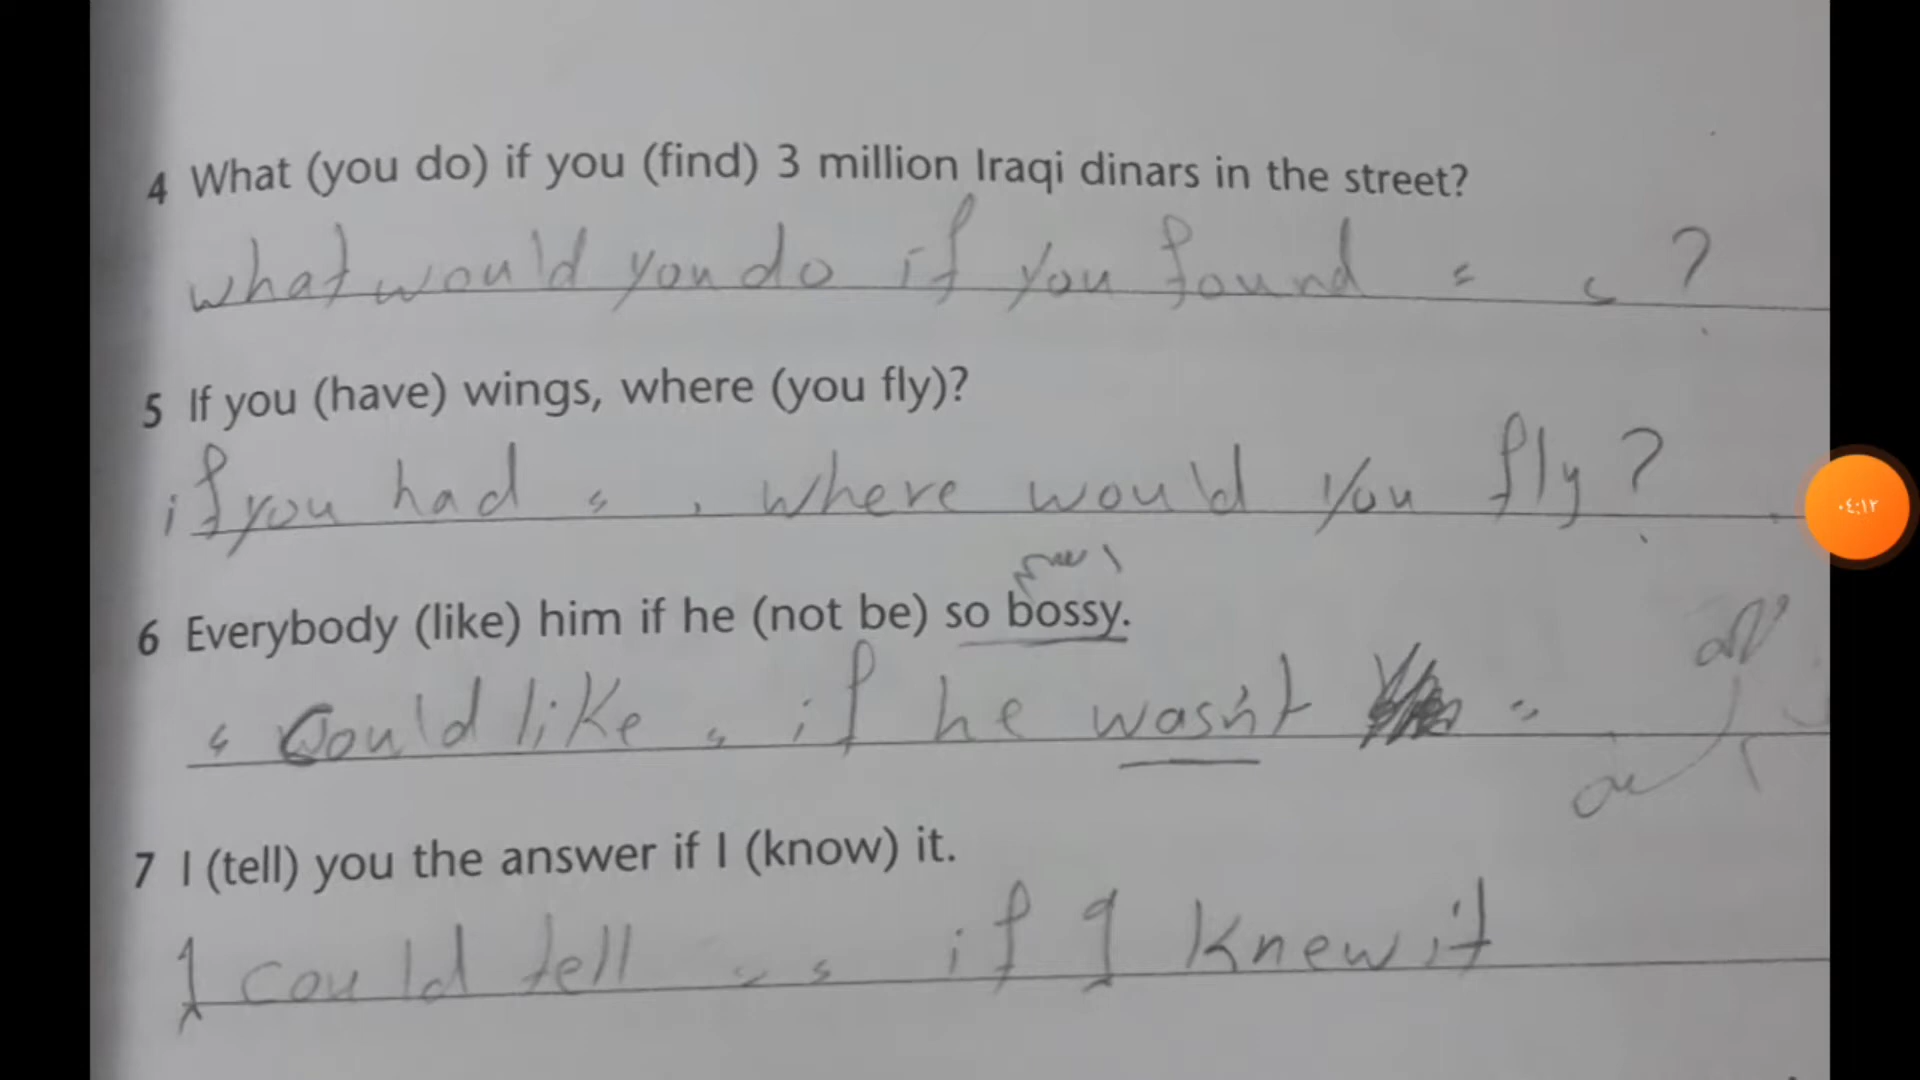 4 What (you do) if you (find) 3 million Iraqi dinars in the street?
what would you do if you found " " ?
5 If you (have) wings, where (you fly)?
if you had " , where would you fly?
6 Everybody (like) him if he (not be) so bossy.
" could like " if he wasn't "
7 I (tell) you the answer if I (know) it.
I could tell " " if I knew it
٠٤:١٢